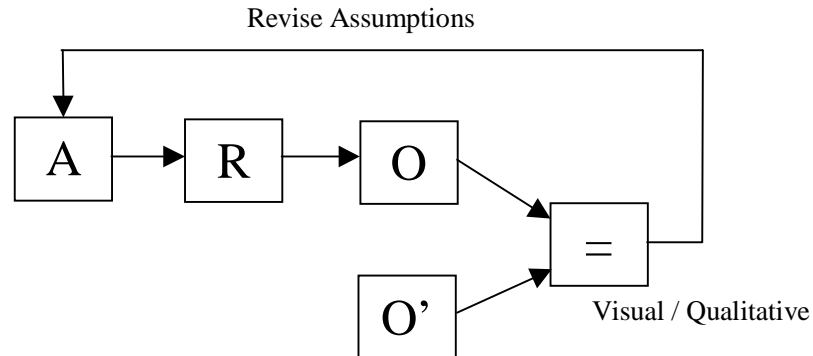 Revise Assumptions
A
R
O
=
O’
Visual / Qualitative